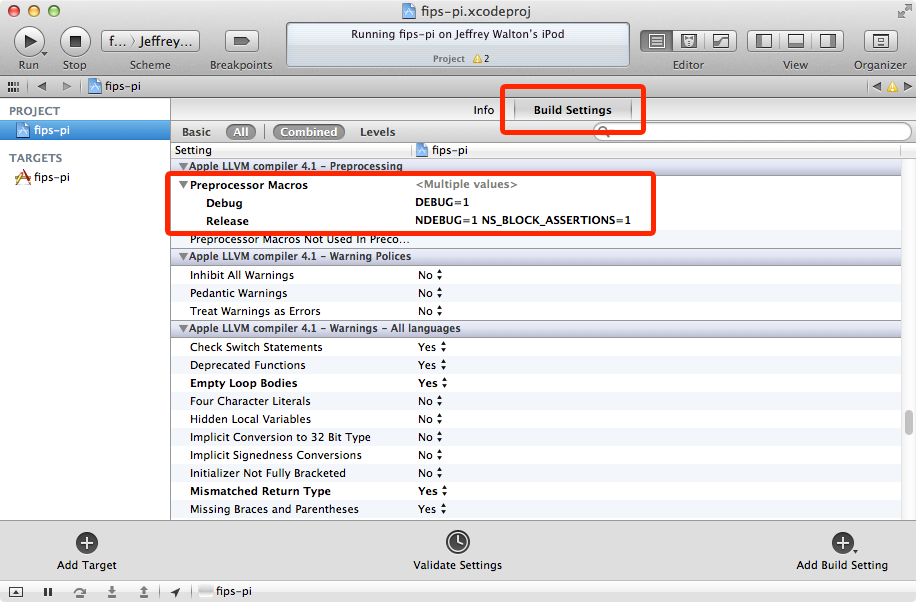 fips-pi.xcodeproj
f... 〉 Jeffrey...
Running fips-pi on Jeffrey Walton's iPod
Project 2
Run Stop Scheme Breakpoints Editor View Organizer
fips-pi
PROJECT
fips-pi
TARGETS
fips-pi
Info Build Settings
Basic All Combined Levels
Setting fips-pi
Apple LLVM compiler 4.1 - Preprocessing
Preprocessor Macros <Multiple values>
Debug DEBUG=1
Release NDEBUG=1 NS_BLOCK_ASSERTIONS=1
Preprocessor Macros Not Used In Preco...
Apple LLVM compiler 4.1 - Warning Polices
Inhibit All Warnings No
Pedantic Warnings No
Treat Warnings as Errors No
Apple LLVM compiler 4.1 - Warnings - All languages
Check Switch Statements Yes
Deprecated Functions Yes
Empty Loop Bodies Yes
Four Character Literals No
Hidden Local Variables No
Implicit Conversion to 32 Bit Type No
Implicit Signedness Conversions No
Initializer Not Fully Bracketed No
Mismatched Return Type Yes
Missing Braces and Parentheses Yes
Add Target Validate Settings Add Build Setting
fips-pi